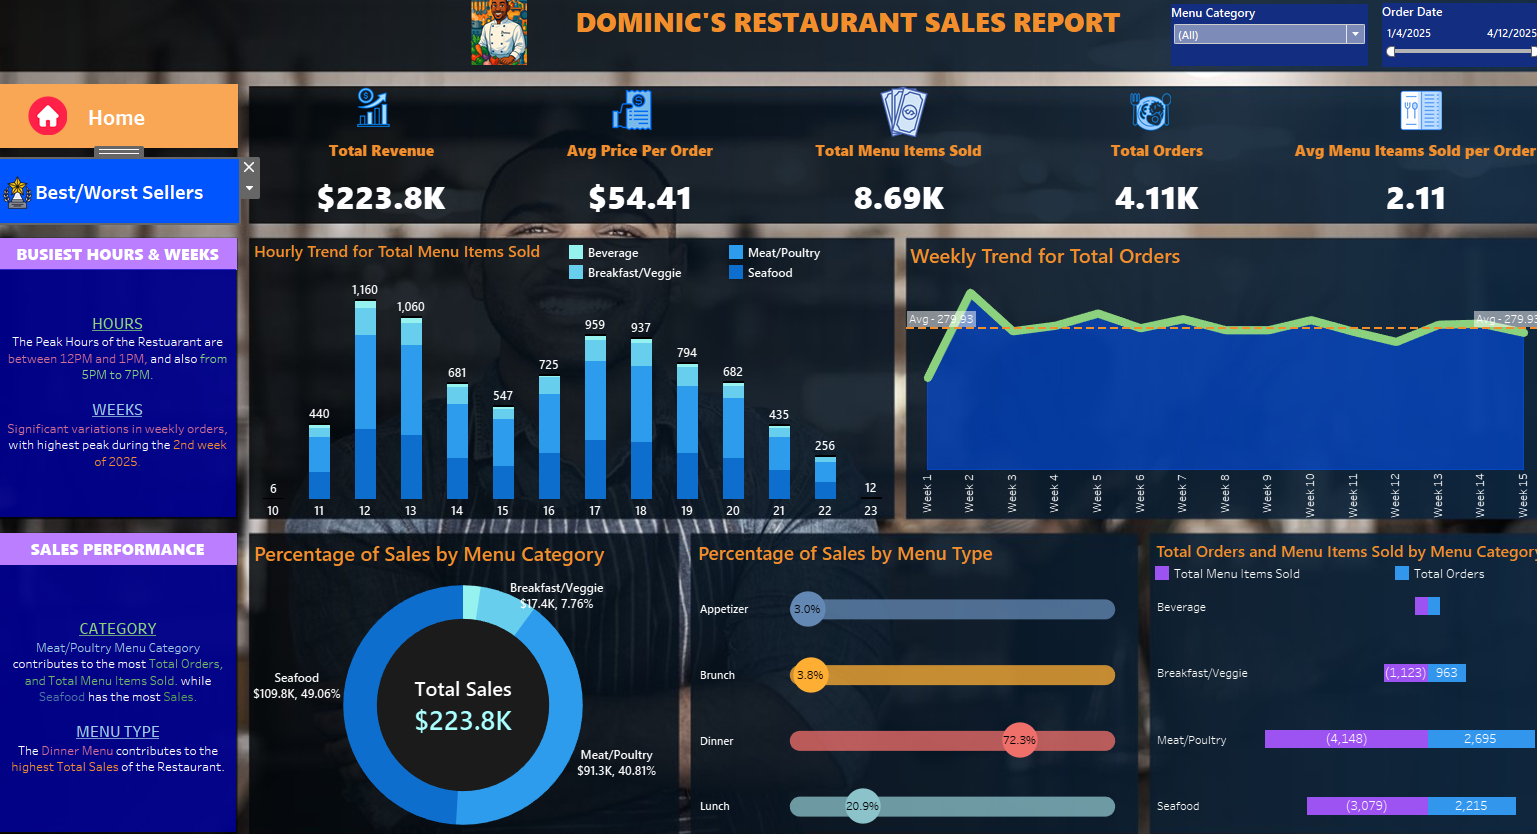 DOMINIC'S RESTAURANT SALES REPORT
Menu Category
(All)
Order Date
1/4/2025
4/12/2025
Home
Best/Worst Sellers
Total Revenue
$223.8K
Avg Price Per Order
$54.41
Total Menu Items Sold
8.69K
Total Orders
4.11K
Avg Menu Iteams Sold per Order
2.11
BUSIEST HOURS & WEEKS
HOURS
The Peak Hours of the Restuarant are
between 12PM and 1PM, and also from
5PM to 7PM.
WEEKS
Significant variations in weekly orders,
with highest peak during the 2nd week
of 2025.
Hourly Trend for Total Menu Items Sold
Beverage
Meat/Poultry
Breakfast/Veggie
Seafood
6
440
1,160
1,060
681
547
725
959
937
794
682
435
256
12
10
11
12
13
14
15
16
17
18
19
20
21
22
23
Weekly Trend for Total Orders
Avg - 279.93
Avg - 279.93
Week 1
Week 2
Week 3
Week 4
Week 5
Week 6
Week 7
Week 8
Week 9
Week 10
Week 11
Week 12
Week 13
Week 14
Week 15
SALES PERFORMANCE
CATEGORY
Meat/Poultry Menu Category
contributes to the most Total Orders,
and Total Menu Items Sold. while
Seafood has the most Sales.
MENU TYPE
The Dinner Menu contributes to the
highest Total Sales of the Restaurant.
Percentage of Sales by Menu Category
Breakfast/Veggie
$17.4K, 7.76%
Seafood
$109.8K, 49.06%
Total Sales
$223.8K
Meat/Poultry
$91.3K, 40.81%
Percentage of Sales by Menu Type
Appetizer
3.0%
Brunch
3.8%
Dinner
72.3%
Lunch
20.9%
Total Orders and Menu Items Sold by Menu Category
Total Menu Items Sold
Total Orders
Beverage
Breakfast/Veggie
(1,123)
963
Meat/Poultry
(4,148)
2,695
Seafood
(3,079)
2,215